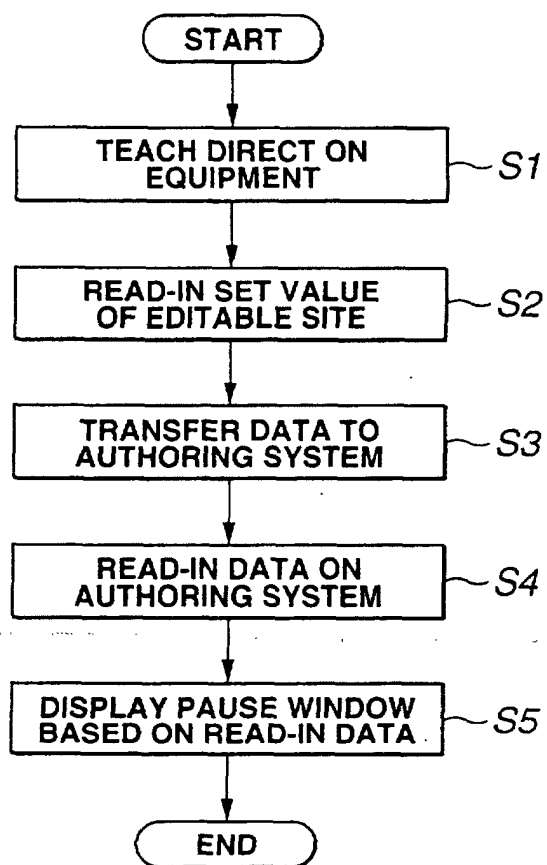 START
TEACH DIRECT ON
EQUIPMENT
S1
READ-IN SET VALUE
OF EDITABLE SITE
S2
TRANSFER DATA TO
AUTHORING SYSTEM
S3
READ-IN DATA ON
AUTHORING SYSTEM
S4
DISPLAY PAUSE WINDOW
BASED ON READ-IN DATA
S5
END